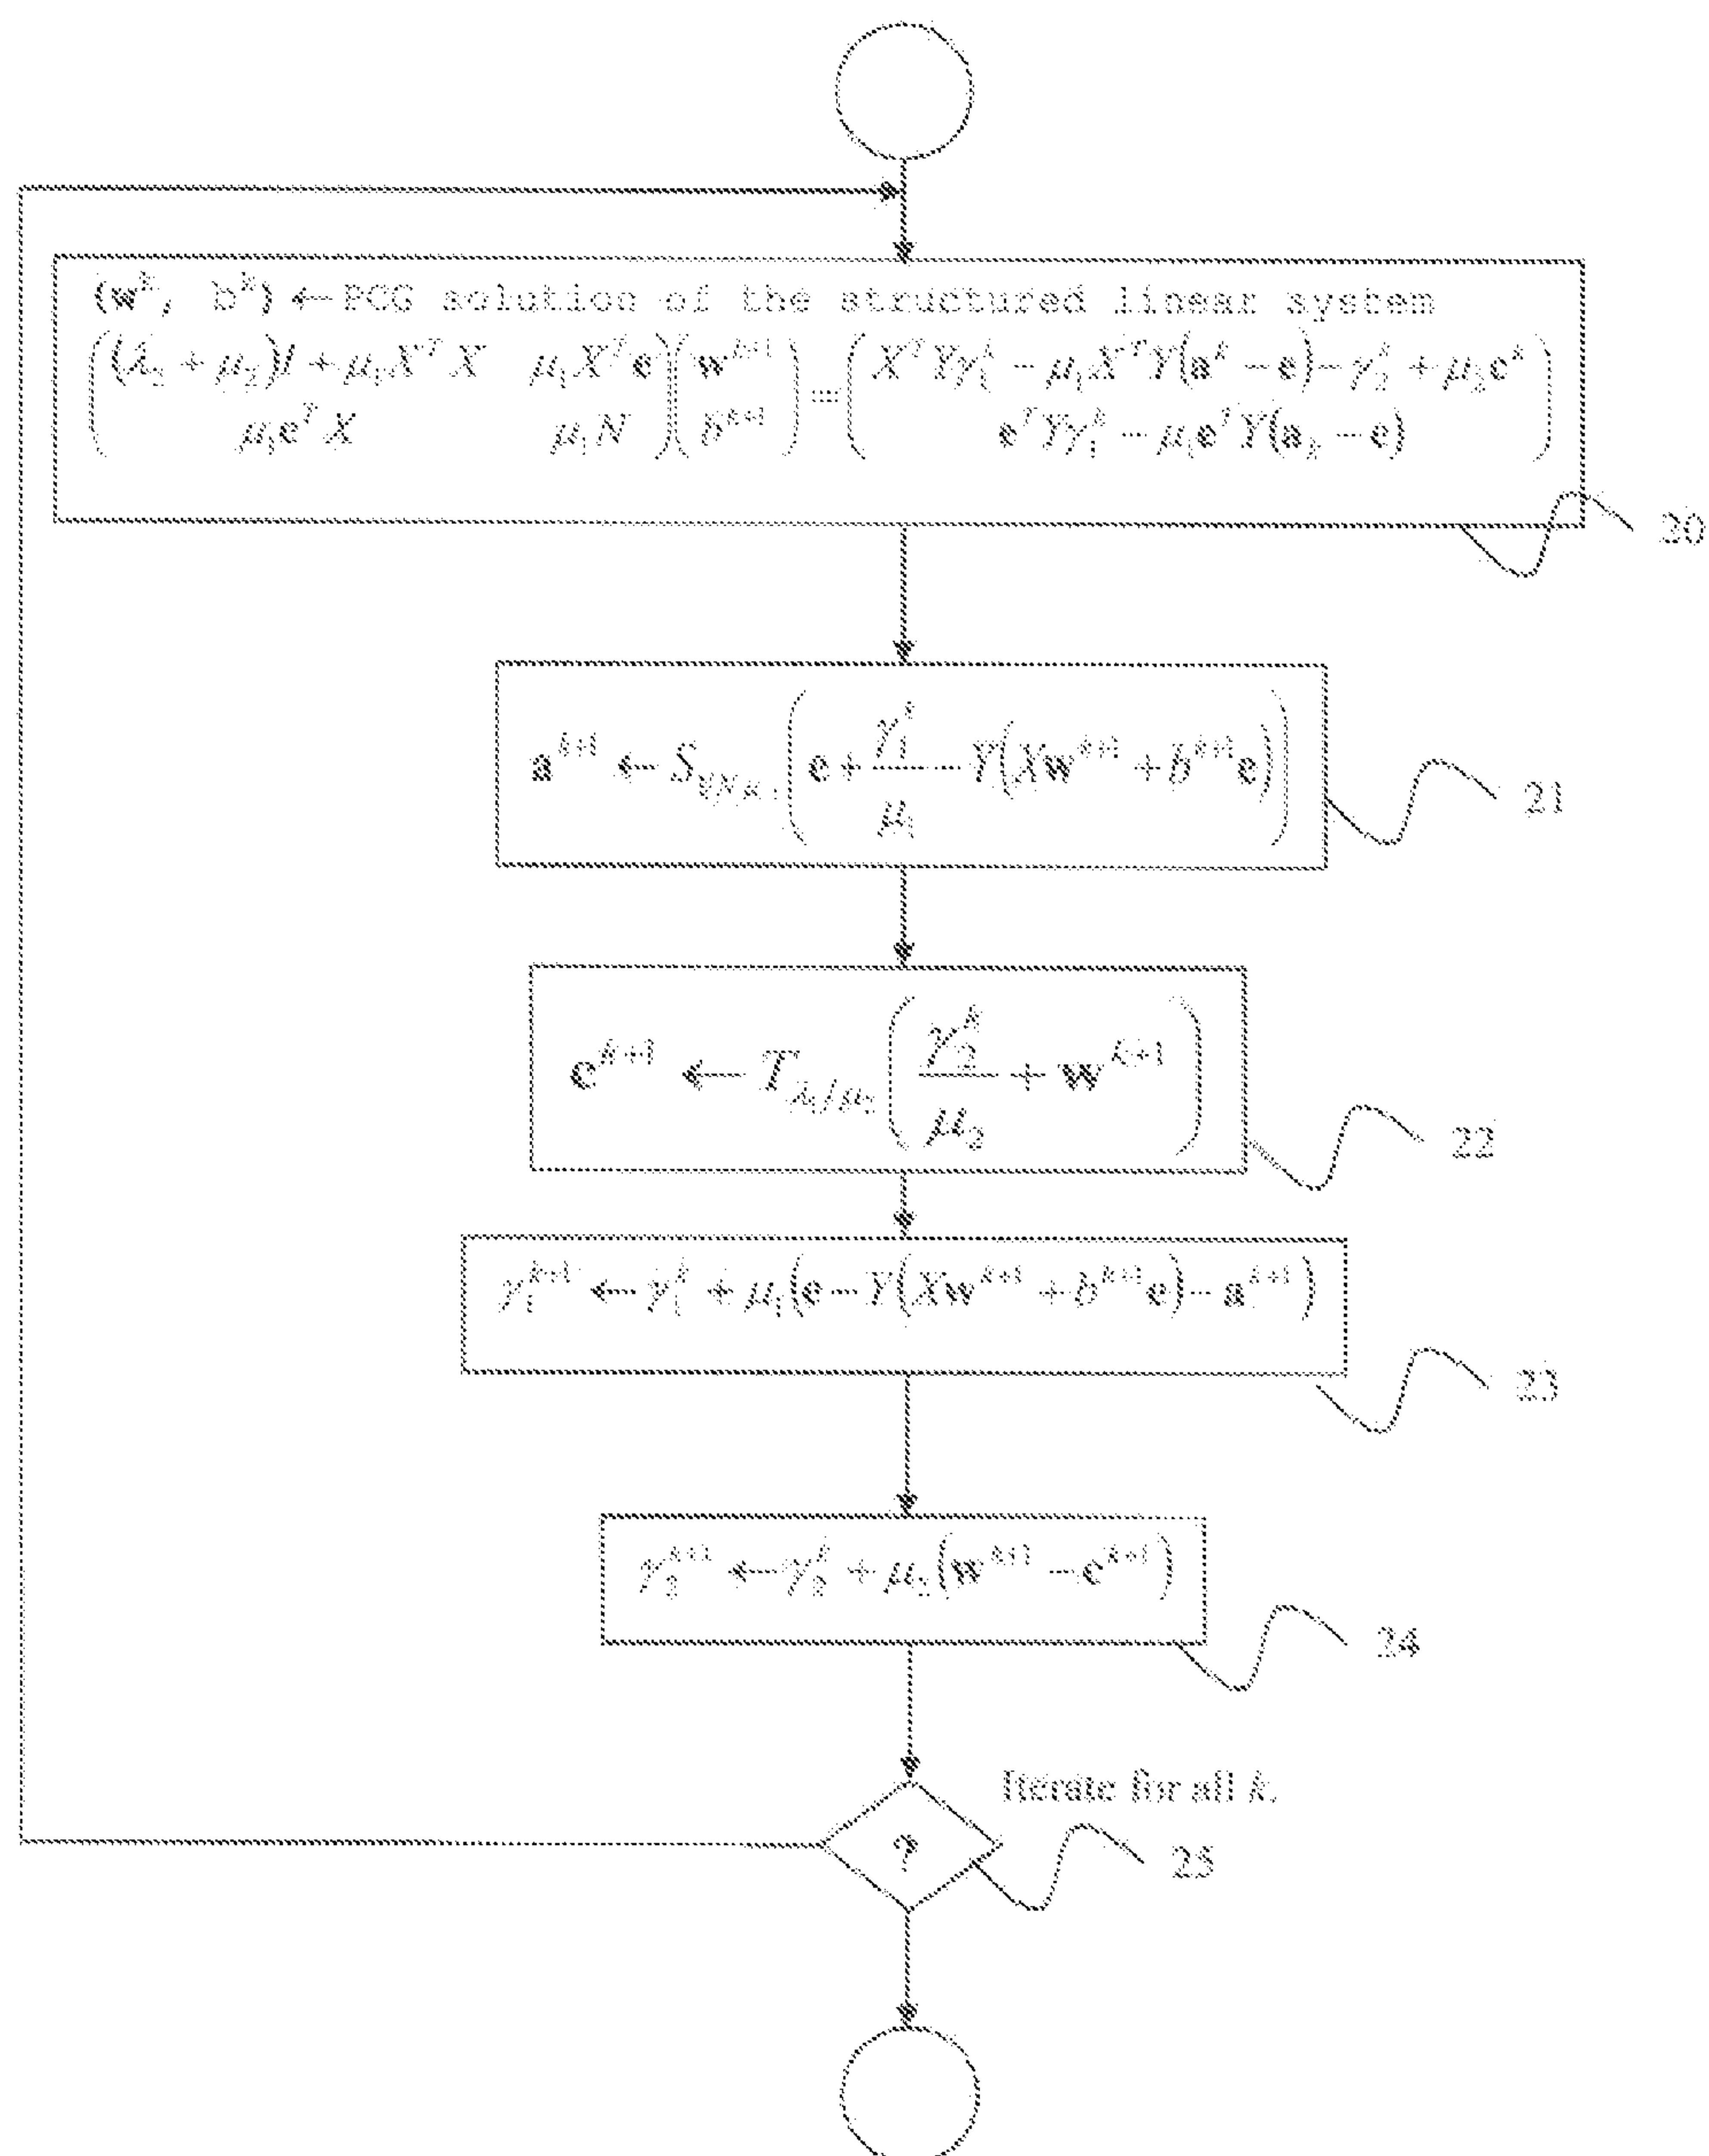 (w^k, b^k) ← PCG solution of the structured linear system
((λ₂ + μ₂)I + μ₁X^T X   μ₁X^T e) (w^{k+1}) = (X^T Yγ₁^k − μ₁X^T Y(a^k − e) − γ₂^k + μ₂c^k)
(μ₁e^T X   μ₁N) (b^{k+1}) (e^T Yγ₁^k − μ₁e^T Y(a_k − e))
20
a^{k+1} ← S (e + γ₁^k/μ₁ − Y(Xw^{k+1} + b^{k+1}e))
21
c^{k+1} ← T_{λ₁/μ₂}(γ₂^k/μ₂ + w^{k+1})
22
γ₁^{k+1} ← γ₁^k + μ₁(e − Y(Xw^{k+1} + b^{k+1}e) − a^{k+1})
23
γ₂^{k+1} ← γ₂^k + μ₂(w^{k+1} − c^{k+1})
24
Iterate for all k.
?
25